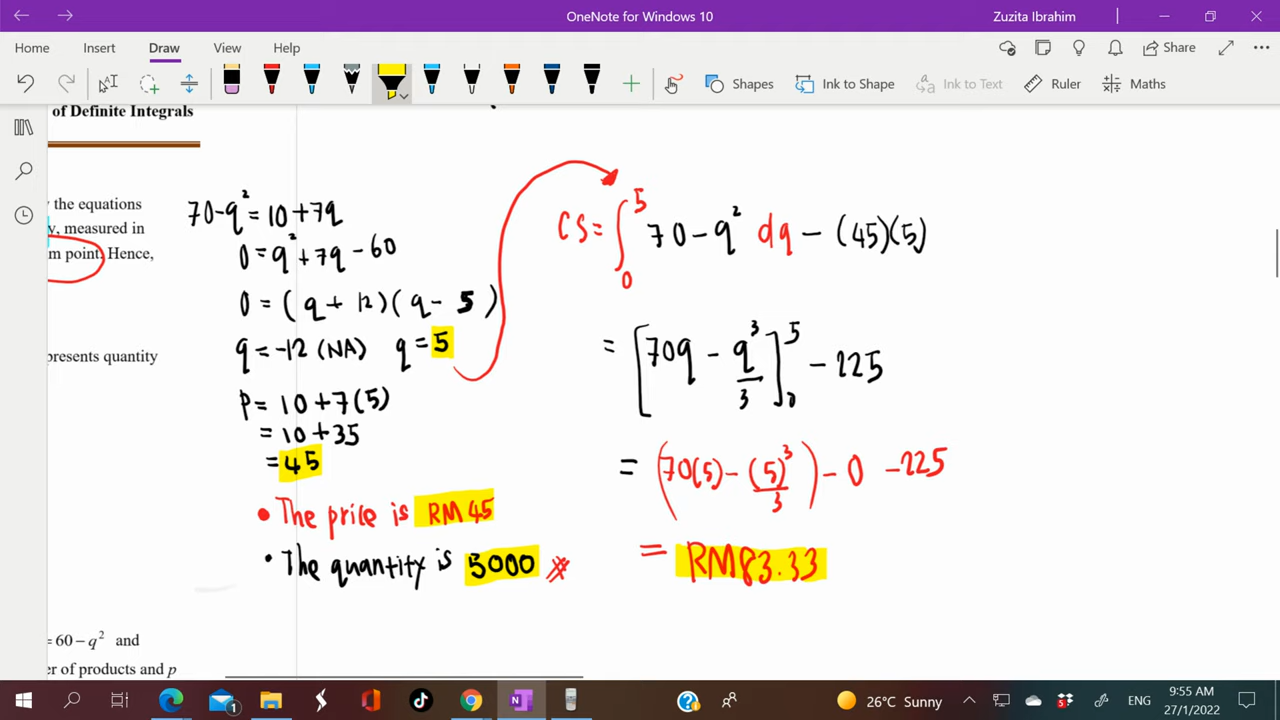 OneNote for Windows 10
Zuzita Ibrahim
Home Insert Draw View Help
Share
Shapes Ink to Shape Ink to Text Ruler Maths
of Definite Integrals
the equations
y, measured in
m point. Hence,
presents quantity
= 60 – q² and
er of products and p
70-q² = 10+7q
0 = q² + 7q - 60
0 = (q + 12)(q - 5)
q = -12 (NA) q = 5
P = 10 + 7(5)
= 10 + 35
= 45
• The price is RM 45
• The quantity is 5000
CS = ∫₀⁵ 70 - q² dq - (45)(5)
= [70q - q³/3]₀⁵ - 225
= (70(5) - (5)³/3) - 0 - 225
= RM83.33
26°C Sunny
ENG
9:55 AM
27/1/2022